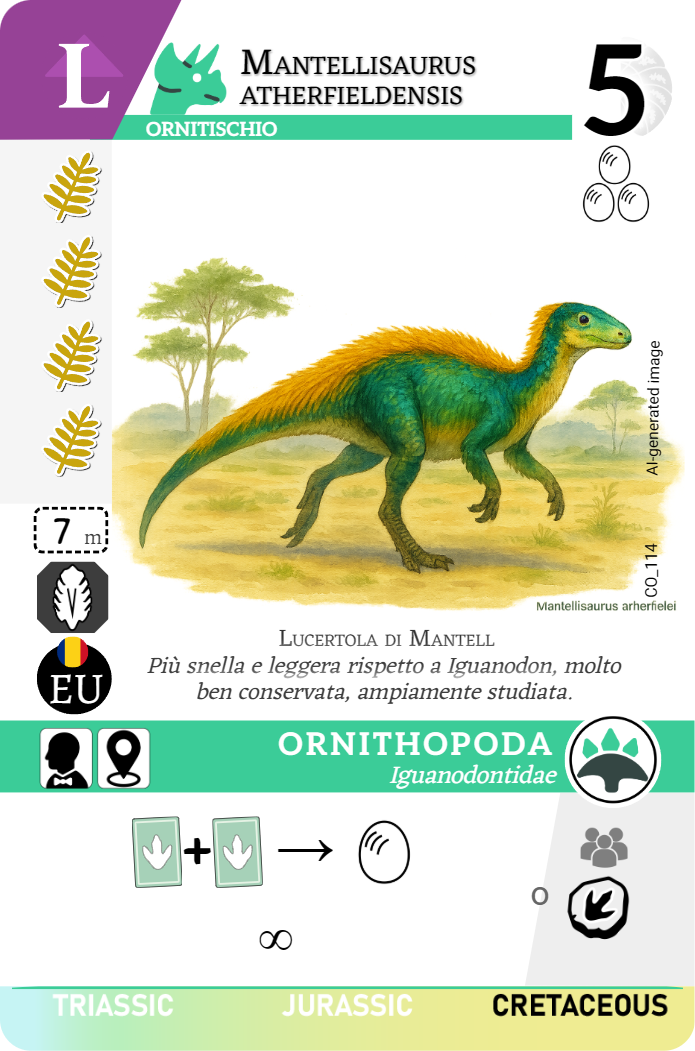 L
MANTELLISAURUS
ATHERFIELDENSIS
5
ORNITISCHIO
AI-generated image
7 m
CO_114
Mantellisaurus arherfielei
EU
LUCERTOLA DI MANTELL
Più snella e leggera rispetto a Iguanodon, molto
ben conservata, ampiamente studiata.
ORNITHOPODA
Iguanodontidae
+ →
O
∞
TRIASSIC JURASSIC CRETACEOUS